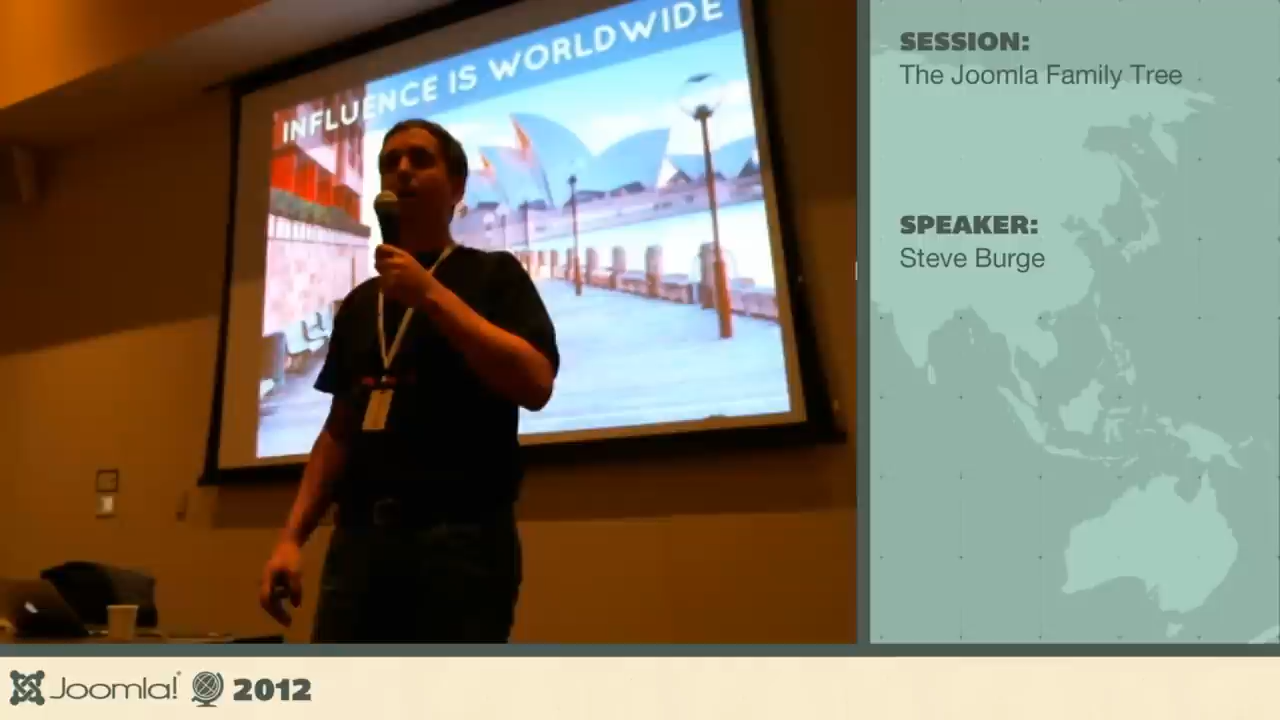 INFLUENCE IS WORLDWIDE
SESSION:
The Joomla Family Tree
SPEAKER:
Steve Burge
Joomla! 2012